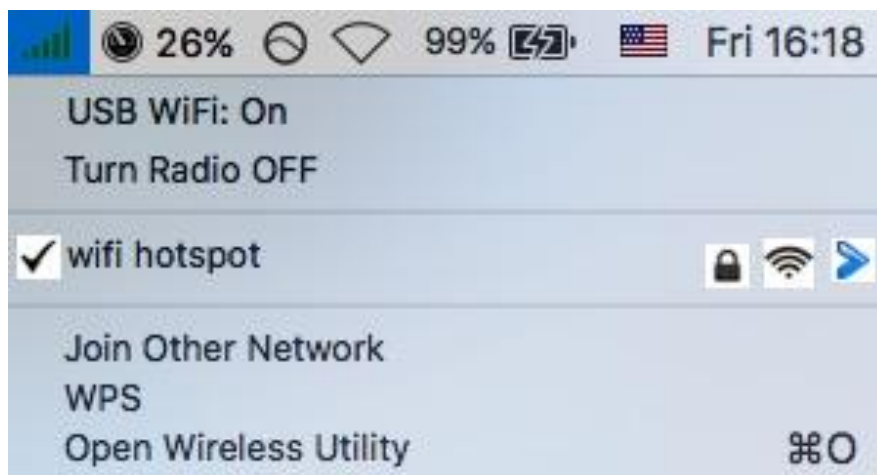 26% 99% Fri 16:18
USB WiFi: On
Turn Radio OFF
wifi hotspot
Join Other Network
WPS
Open Wireless Utility ⌘O